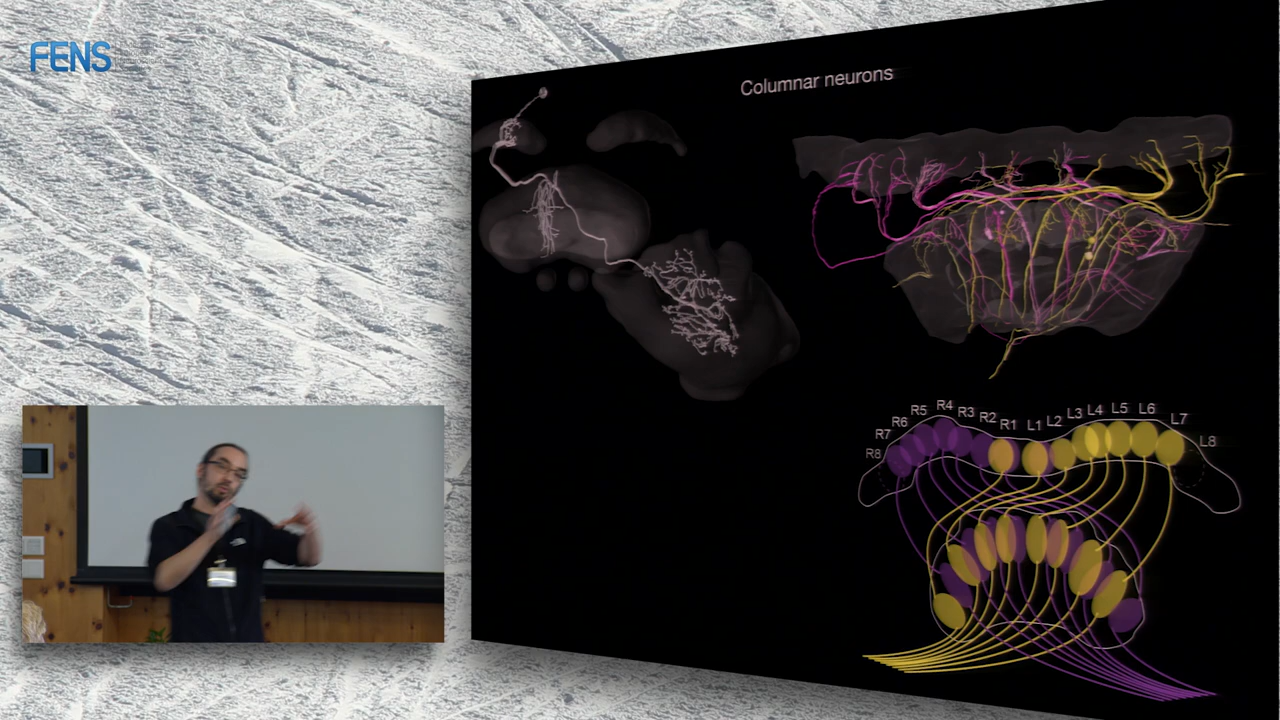 FENS
Columnar neurons
R8
R7
R6
R5
R4
R3
R2
R1
L1
L2
L3
L4
L5
L6
L7
L8